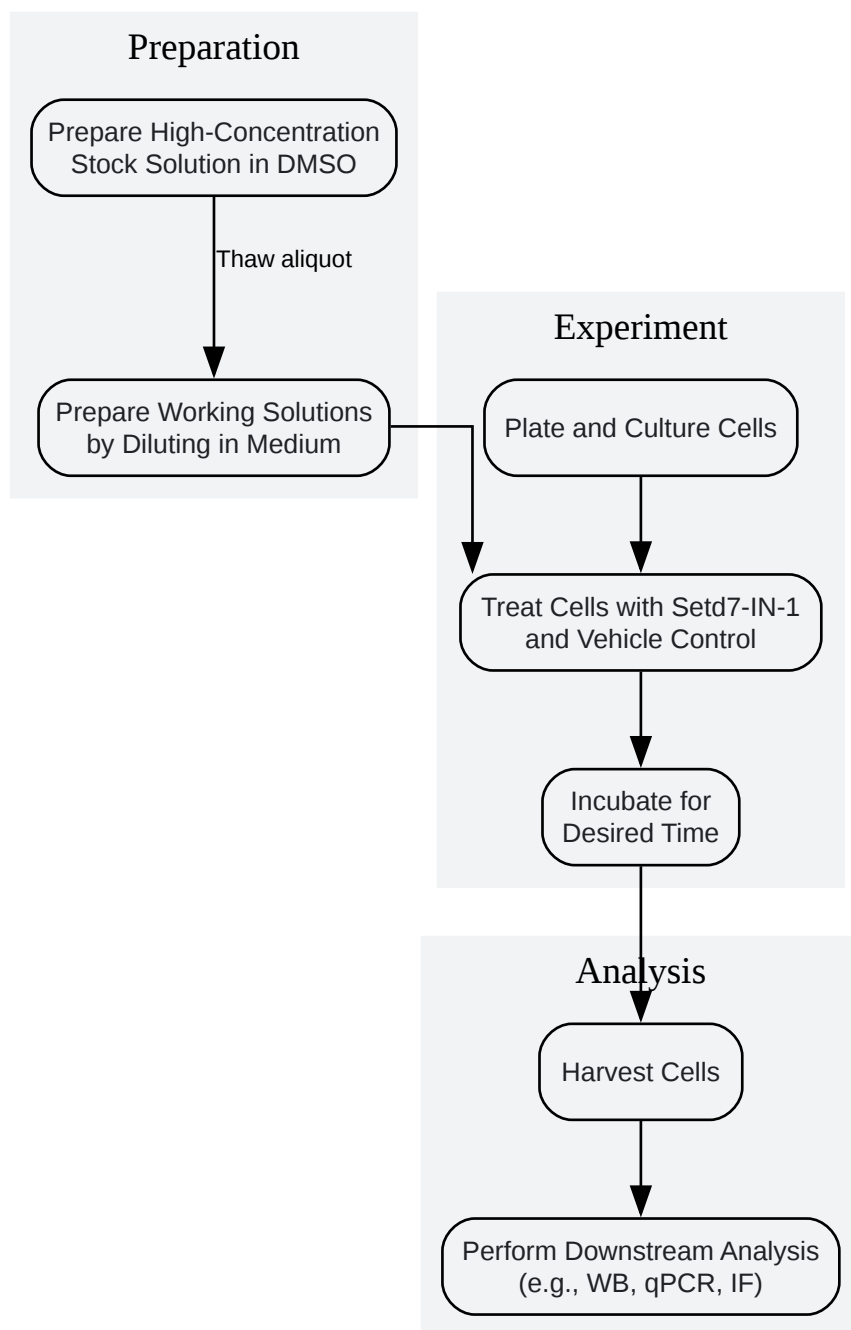 Preparation
Prepare High-Concentration
Stock Solution in DMSO
Thaw aliquot
Prepare Working Solutions
by Diluting in Medium
Experiment
Plate and Culture Cells
Treat Cells with Setd7-IN-1
and Vehicle Control
Incubate for
Desired Time
Analysis
Harvest Cells
Perform Downstream Analysis
(e.g., WB, qPCR, IF)